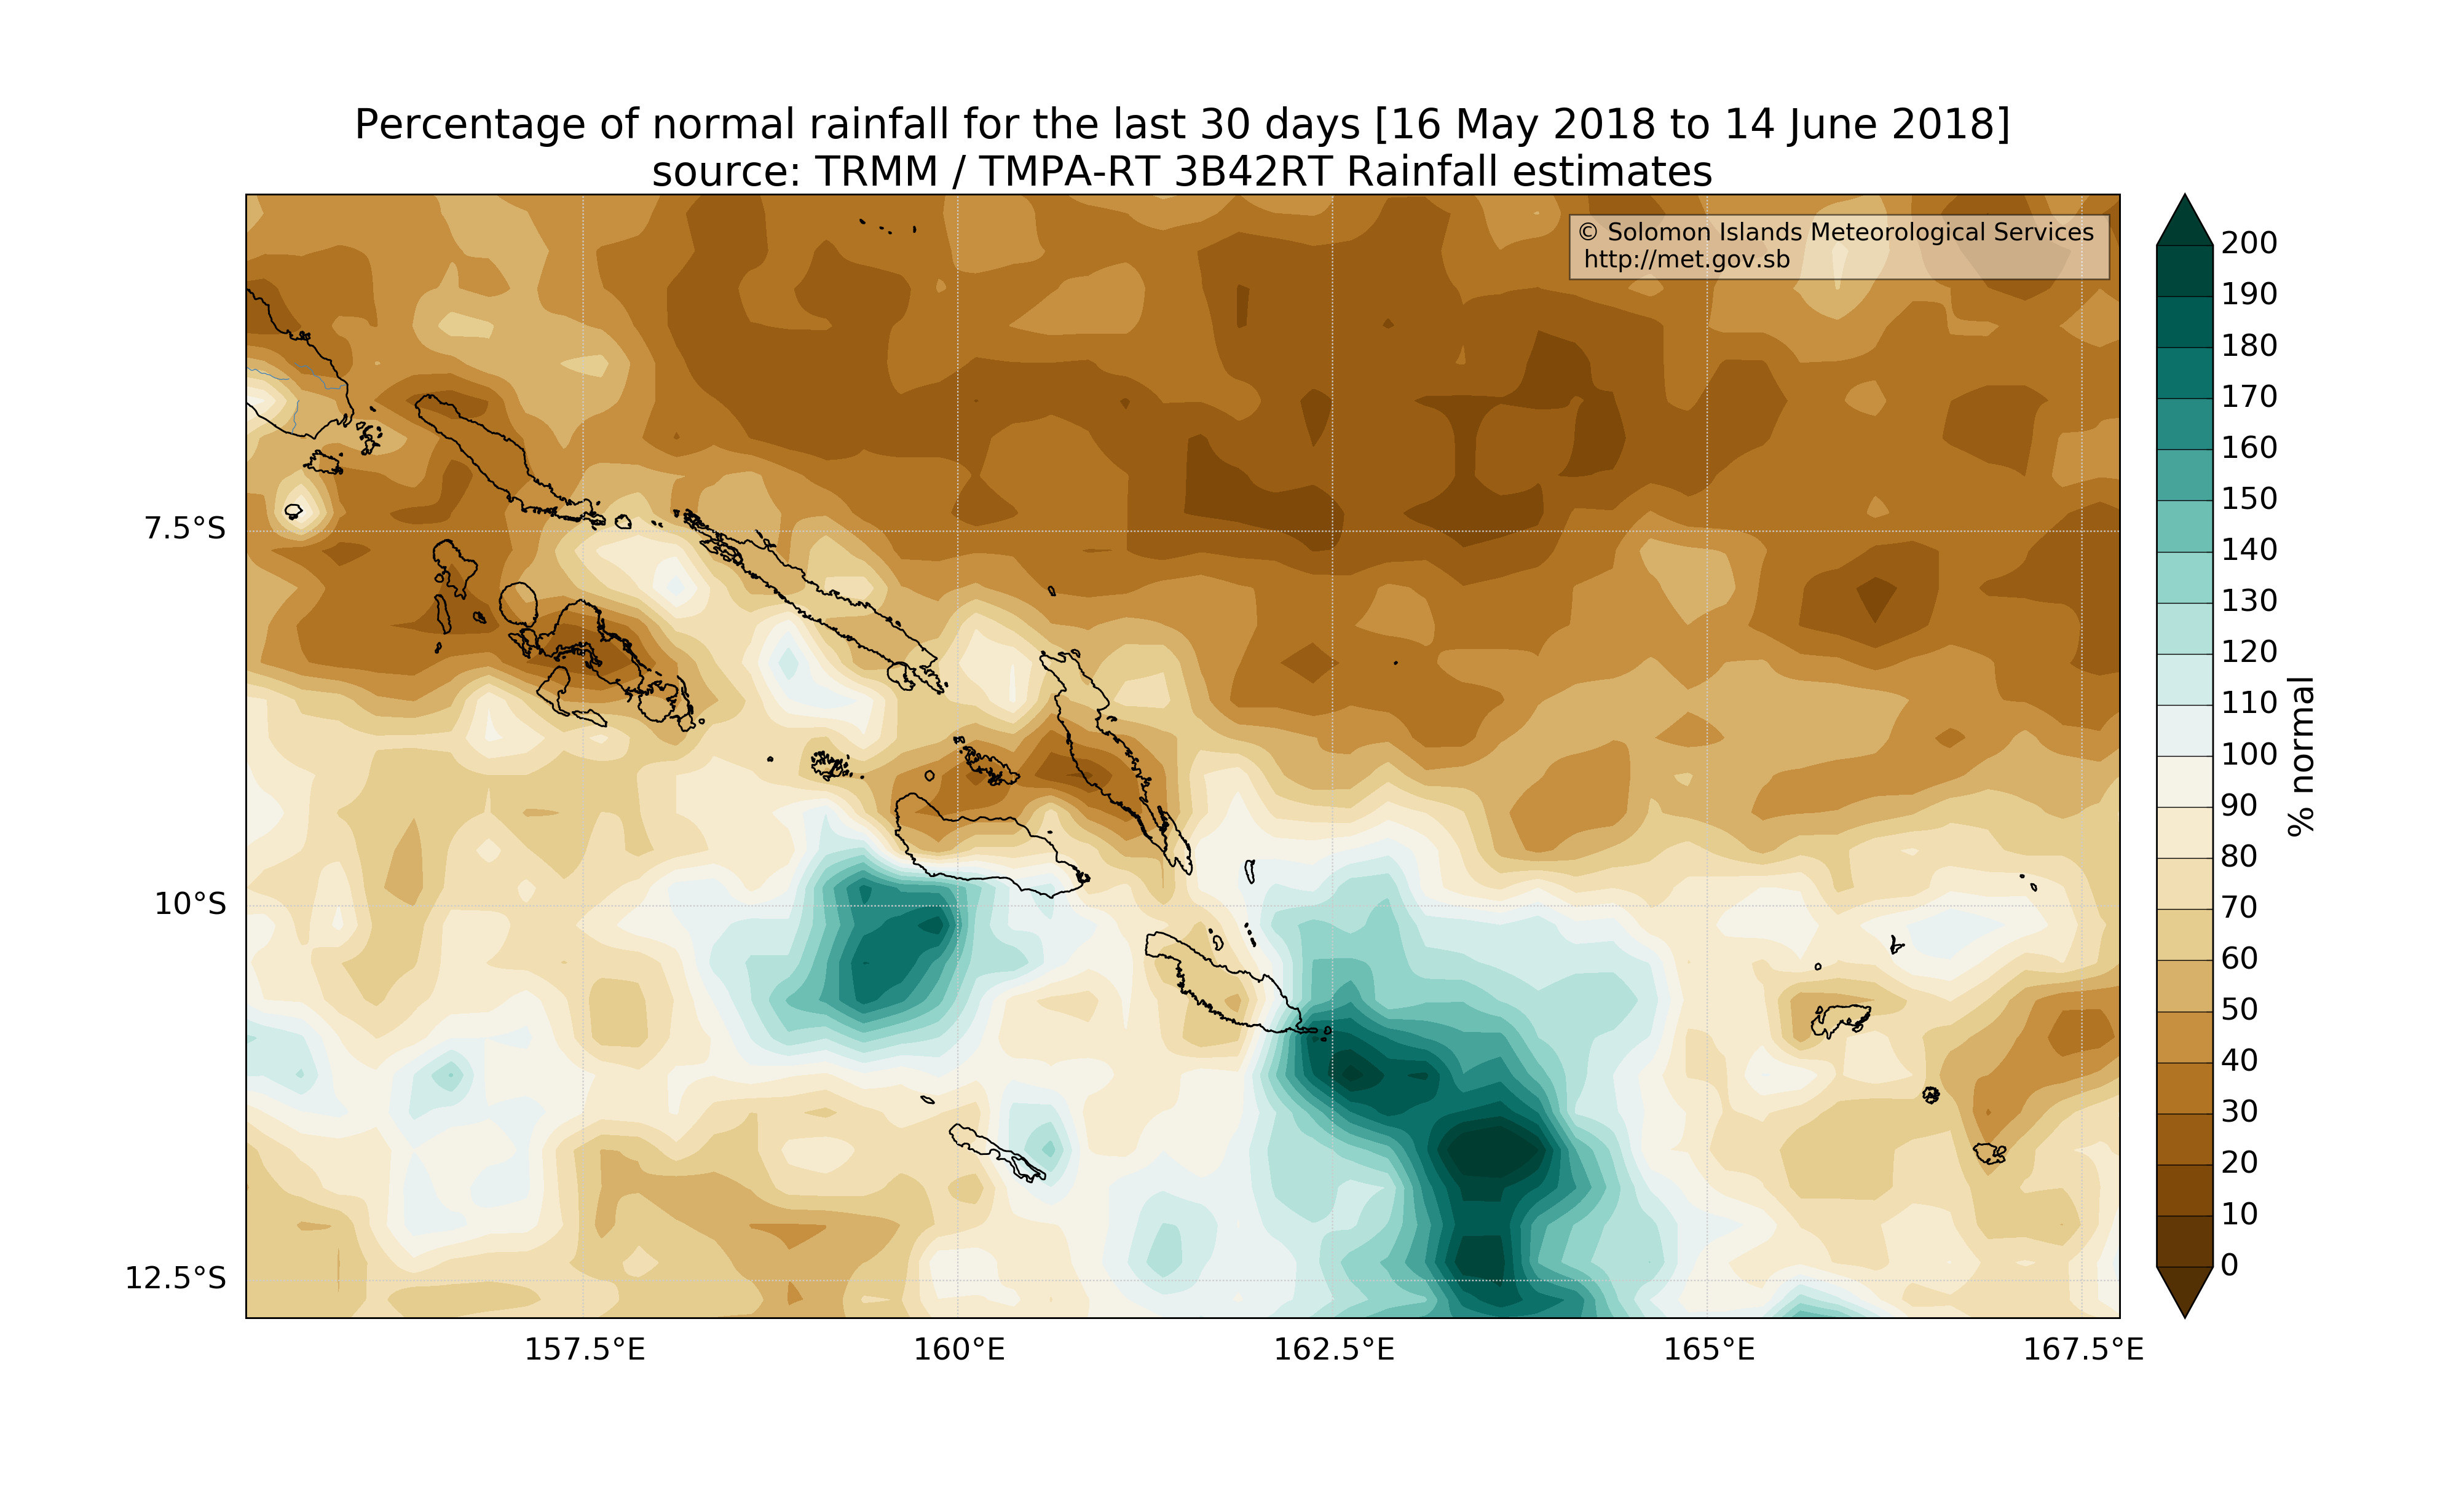 Percentage of normal rainfall for the last 30 days [16 May 2018 to 14 June 2018]
source: TRMM / TMPA-RT 3B42RT Rainfall estimates
© Solomon Islands Meteorological Services
http://met.gov.sb
7.5°S
10°S
12.5°S
157.5°E
160°E
162.5°E
165°E
167.5°E
200
190
180
170
160
150
140
130
120
110
100
90
80
70
60
50
40
30
20
10
0
% normal